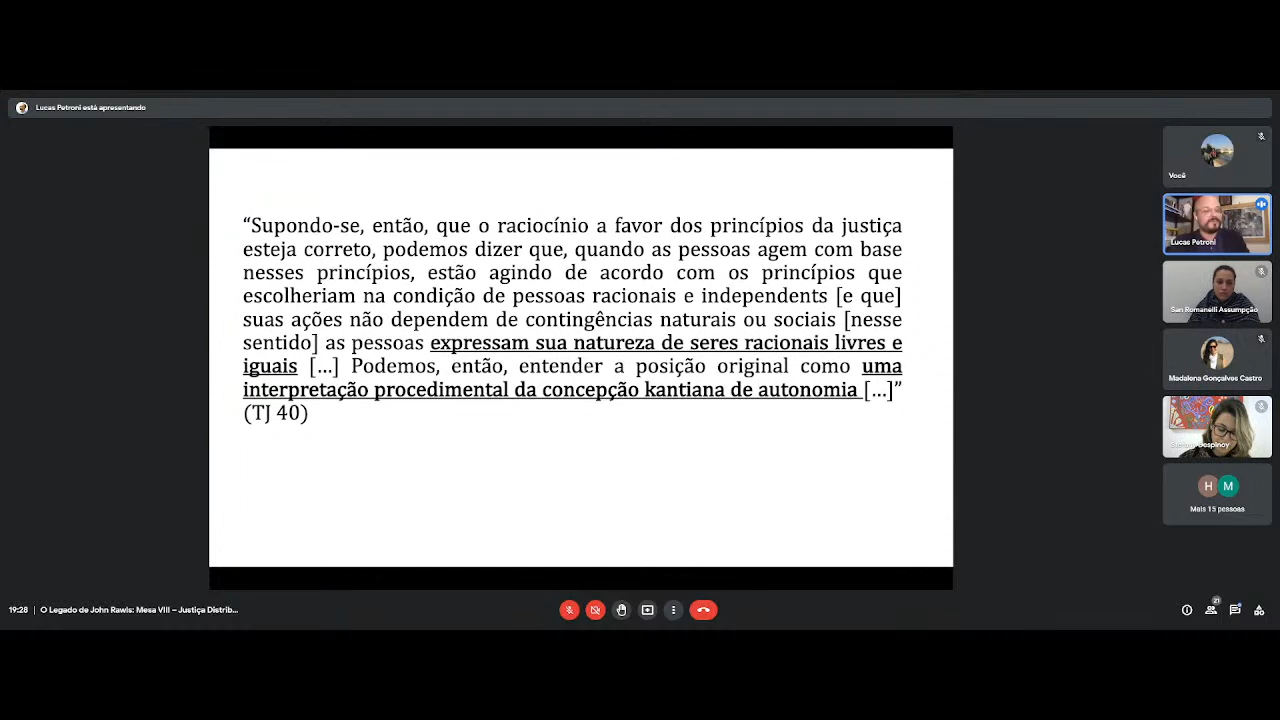 Lucas Petroni está apresentando
“Supondo-se, então, que o raciocínio a favor dos princípios da justiça
esteja correto, podemos dizer que, quando as pessoas agem com base
nesses princípios, estão agindo de acordo com os princípios que
escolheriam na condição de pessoas racionais e independents [e que]
suas ações não dependem de contingências naturais ou sociais [nesse
sentido] as pessoas expressam sua natureza de seres racionais livres e
iguais [...] Podemos, então, entender a posição original como uma
interpretação procedimental da concepção kantiana de autonomia [...]”
(TJ 40)
Você
Lucas Petroni
San Romanelli Assumpção
Madalena Gonçalves Castro
Despinoy
H M
Mais 15 pessoas
19:28 | O Legado de John Rawls: Mesa VIII – Justiça Distrib...
21